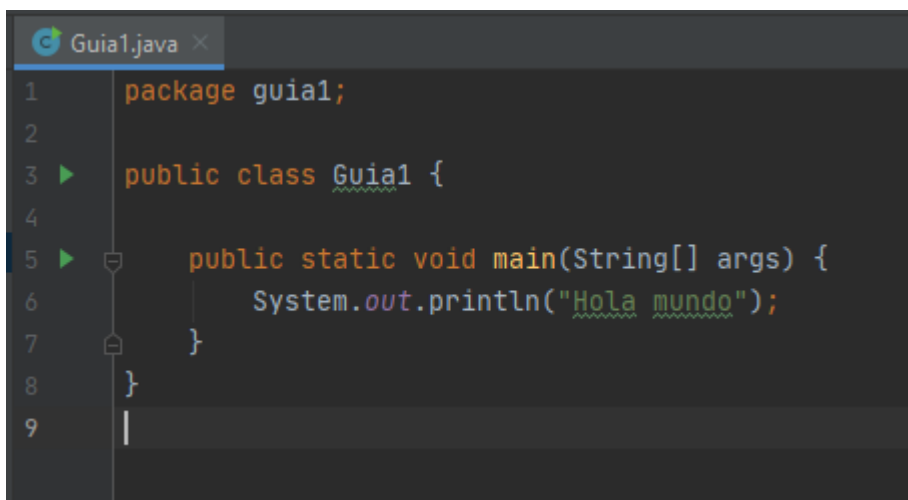 Guia1.java
1 package guia1;
2
3 public class Guia1 {
4
5 public static void main(String[] args) {
6 System.out.println("Hola mundo");
7 }
8 }
9